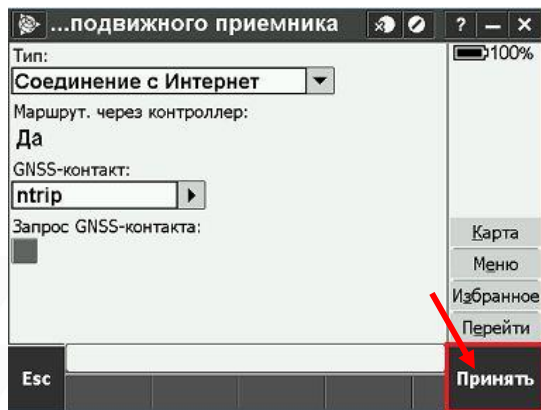 ...подвижного приемника ? – x
Тип: 100%
Соединение с Интернет
Маршрут. через контроллер:
Да
GNSS-контакт:
ntrip
Запрос GNSS-контакта:
Карта
Меню
Избранное
Перейти
Esc Принять